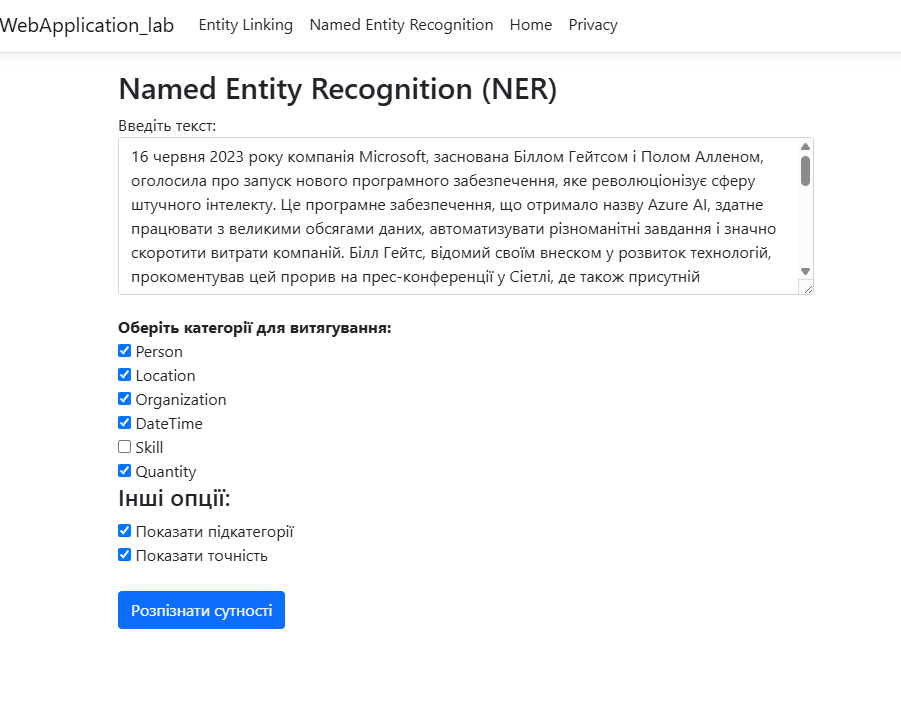 WebApplication_lab Entity Linking Named Entity Recognition Home Privacy
Named Entity Recognition (NER)
Введіть текст:
16 червня 2023 року компанія Microsoft, заснована Біллом Гейтсом і Полом Алленом,
оголосила про запуск нового програмного забезпечення, яке революціонізує сферу
штучного інтелекту. Це програмне забезпечення, що отримало назву Azure AI, здатне
працювати з великими обсягами даних, автоматизувати різноманітні завдання і значно
скоротити витрати компаній. Білл Гейтс, відомий своїм внеском у розвиток технологій,
прокоментував цей прорив на прес-конференції у Сіетлі, де також присутній
Оберіть категорії для витягування:
Person
Location
Organization
DateTime
Skill
Quantity
Інші опції:
Показати підкатегорії
Показати точність
Розпізнати сутності